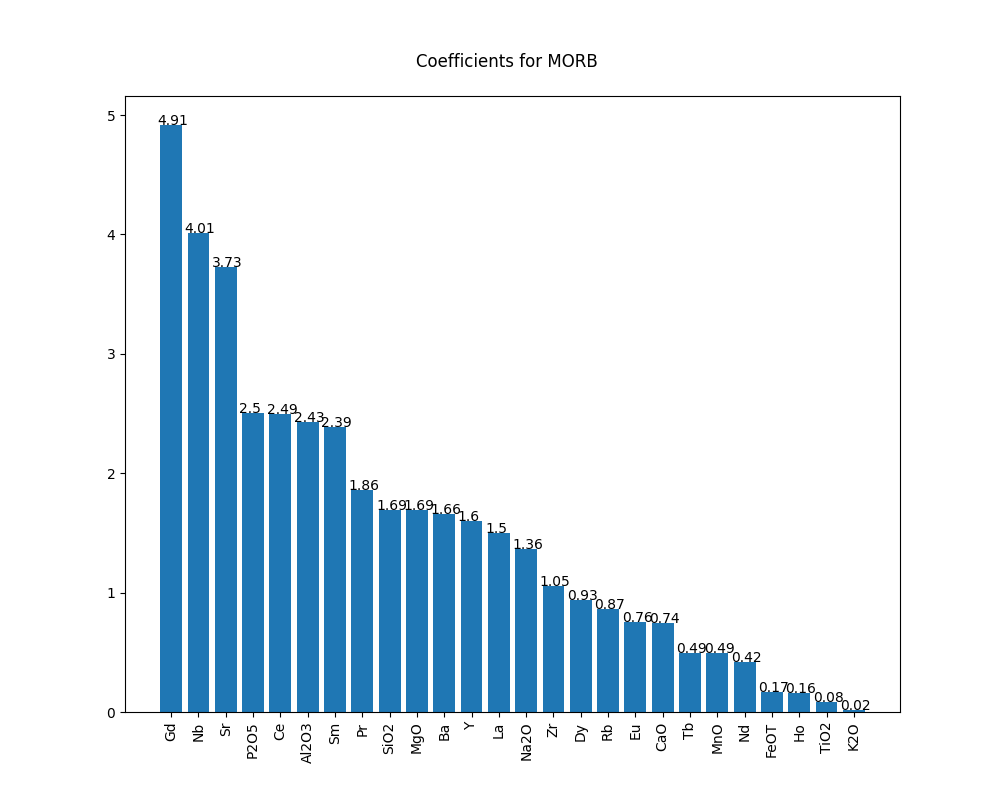 Coefficients for MORB
5
4
3
2
1
0
4.91
4.01
3.73
2.5
2.49
2.43
2.39
1.86
1.69
1.69
1.66
1.6
1.5
1.36
1.05
0.93
0.87
0.76
0.74
0.49
0.49
0.42
0.17
0.16
0.08
0.02
Gd
Nb
Sr
P2O5
Ce
Al2O3
Sm
Pr
SiO2
MgO
Ba
Y
La
Na2O
Zr
Dy
Rb
Eu
CaO
Tb
MnO
Nd
FeOT
Ho
TiO2
K2O